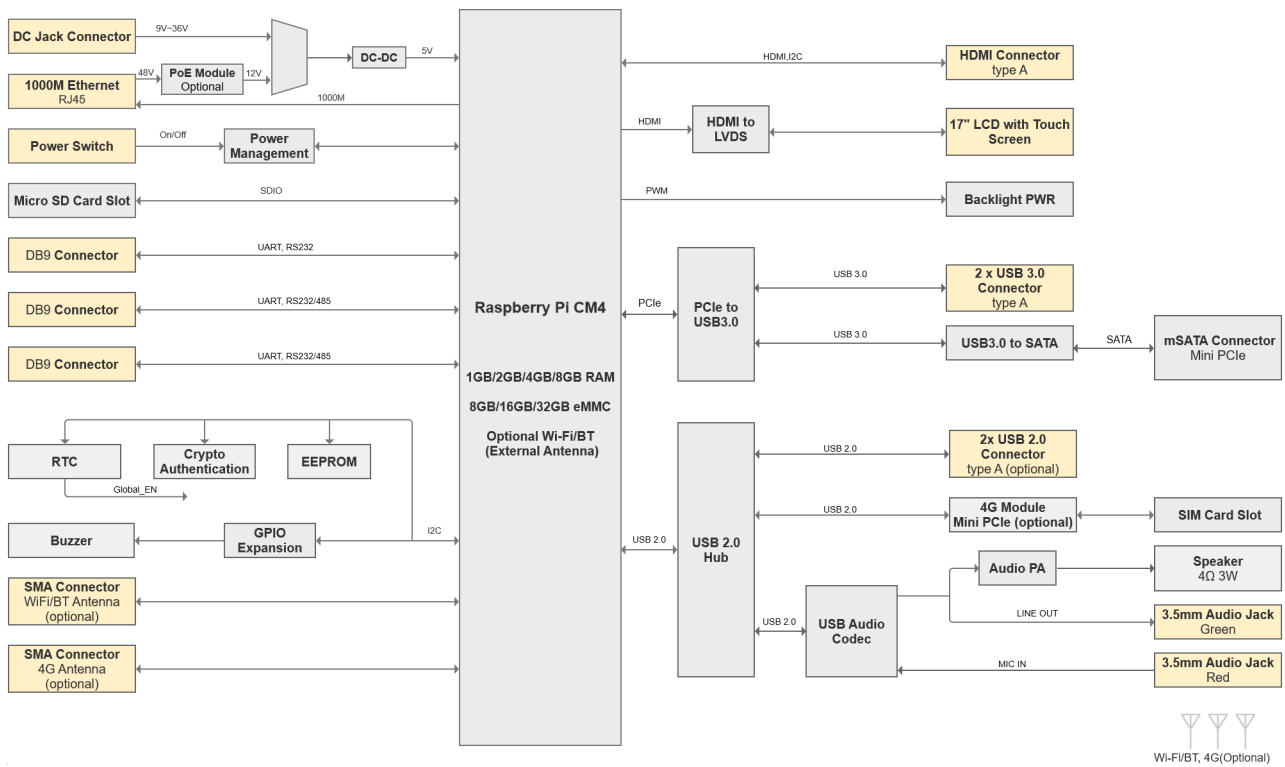 DC Jack Connector
9V~36V
1000M Ethernet
RJ45
48V
PoE Module
Optional
12V
DC-DC
5V
1000M
Power Switch
On/Off
Power
Management
Micro SD Card Slot
SDIO
DB9 Connector
UART, RS232
DB9 Connector
UART, RS232/485
DB9 Connector
UART, RS232/485
RTC
Crypto
Authentication
EEPROM
Global_EN
Buzzer
GPIO
Expansion
I2C
SMA Connector
WiFi/BT Antenna
(optional)
SMA Connector
4G Antenna
(optional)
Raspberry Pi CM4
1GB/2GB/4GB/8GB RAM
8GB/16GB/32GB eMMC
Optional Wi-Fi/BT
(External Antenna)
HDMI,I2C
HDMI Connector
type A
HDMI
HDMI to
LVDS
17" LCD with Touch
Screen
PWM
Backlight PWR
PCIe
PCIe to
USB3.0
USB 3.0
2 x USB 3.0
Connector
type A
USB 3.0
USB3.0 to SATA
SATA
mSATA Connector
Mini PCIe
USB 2.0
USB 2.0
Hub
USB 2.0
2x USB 2.0
Connector
type A (optional)
USB 2.0
4G Module
Mini PCIe (optional)
SIM Card Slot
USB 2.0
USB Audio
Codec
Audio PA
Speaker
4Ω 3W
LINE OUT
3.5mm Audio Jack
Green
MIC IN
3.5mm Audio Jack
Red
Wi-Fi/BT, 4G(Optional)